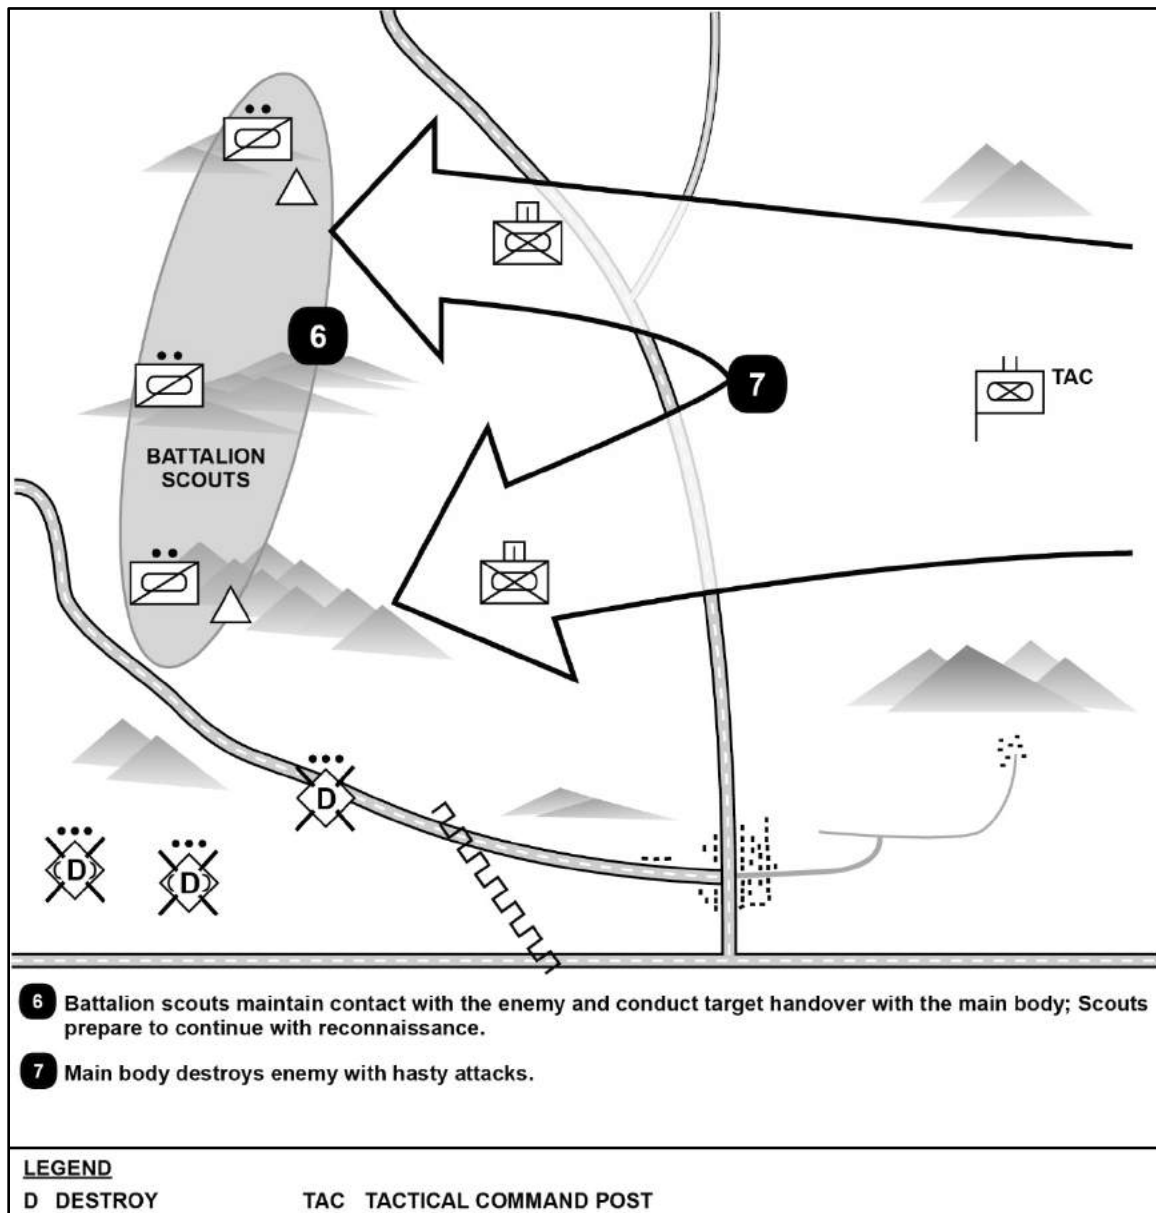 6
7
TAC
BATTALION
SCOUTS
D
D
D
6 Battalion scouts maintain contact with the enemy and conduct target handover with the main body; Scouts
prepare to continue with reconnaissance.
7 Main body destroys enemy with hasty attacks.
LEGEND
D DESTROY TAC TACTICAL COMMAND POST